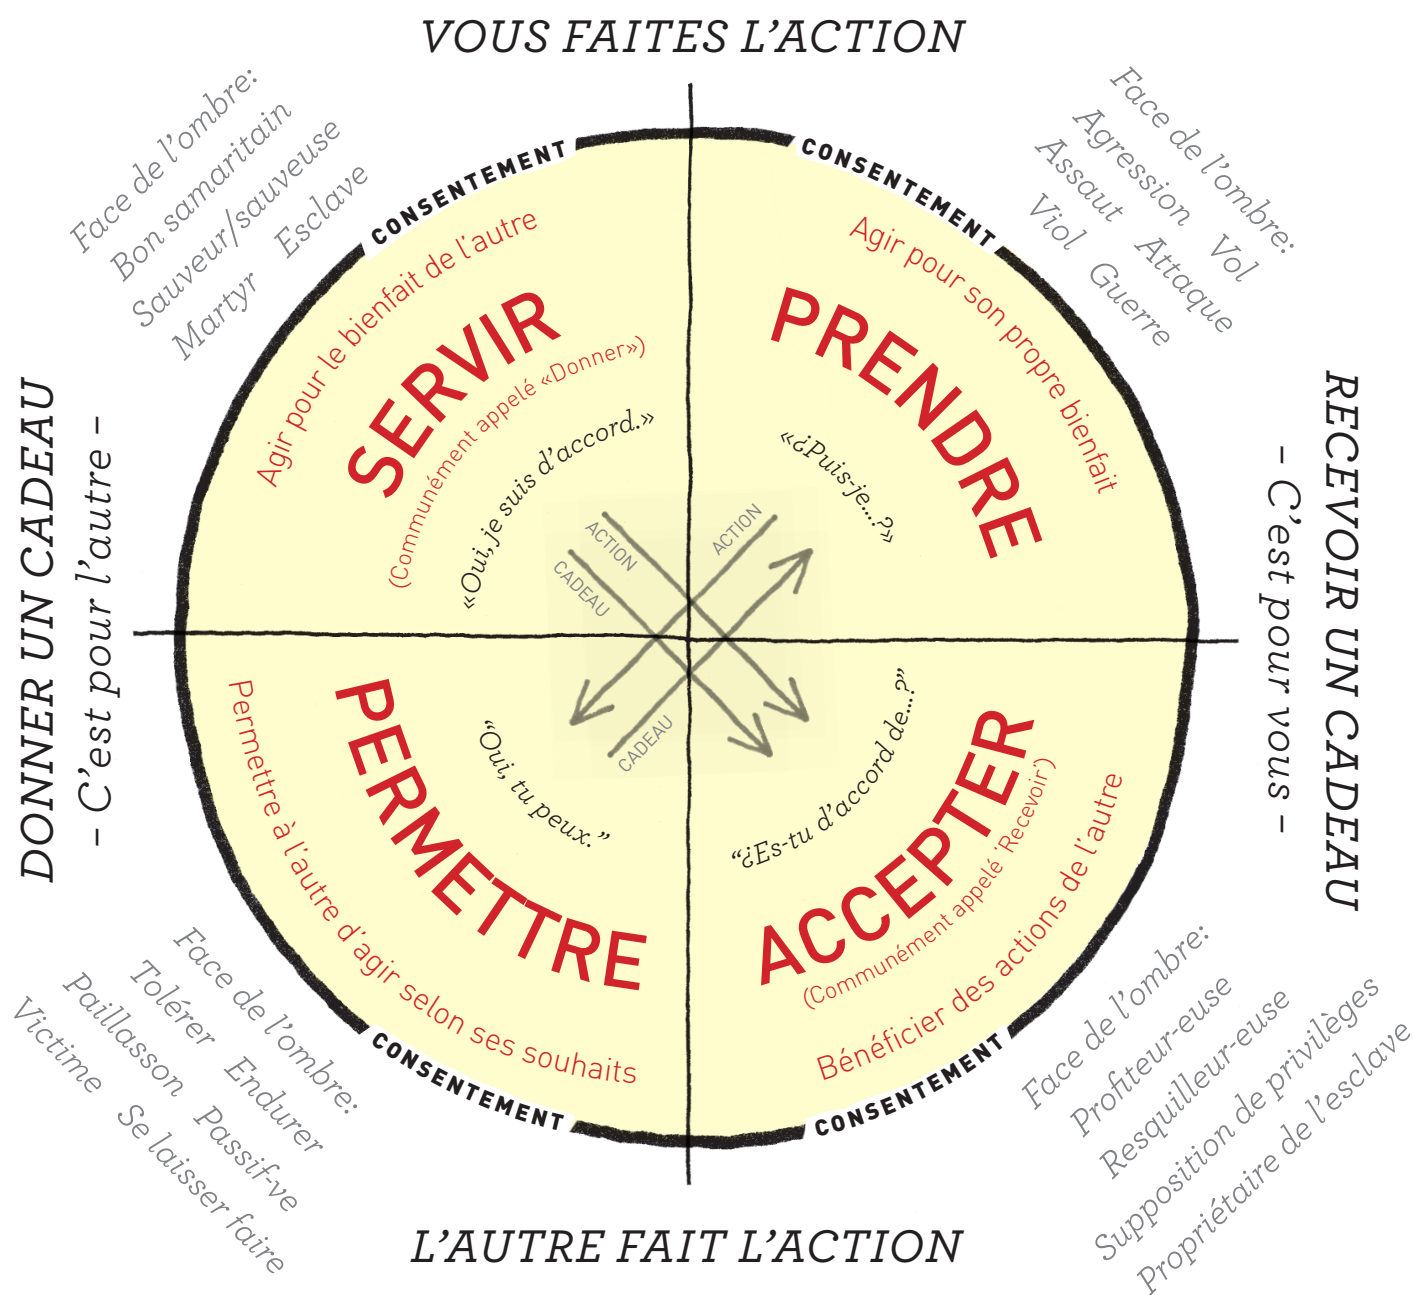 VOUS FAITES L’ACTION
Face de l’ombre:
Bon samaritain
Sauveur/sauveuse
Martyr Esclave
Face de l’ombre:
Agression Vol
Assaut Attaque
Viol Guerre
CONSENTEMENT
CONSENTEMENT
Agir pour le bienfait de l’autre
SERVIR
(Communément appelé «Donner»)
«Oui, je suis d’accord.»
Agir pour son propre bienfait
PRENDRE
«¿Puis-je...?»
DONNER UN CADEAU
– C’est pour l’autre –
RECEVOIR UN CADEAU
– C’est pour vous –
ACTION
CADEAU
ACTION
CADEAU
“Oui, tu peux.”
PERMETTRE
Permettre à l’autre d’agir selon ses souhaits
“¿Es-tu d’accord de...?”
ACCEPTER
(Communément appelé ‘Recevoir’)
Bénéficier des actions de l’autre
CONSENTEMENT
CONSENTEMENT
Face de l’ombre:
Tolérer Endurer
Paillasson Passif-ve
Victime Se laisser faire
Face de l’ombre:
Profiteur-euse
Resquilleur-euse
Supposition de privilèges
Propriétaire de l’esclave
L’AUTRE FAIT L’ACTION